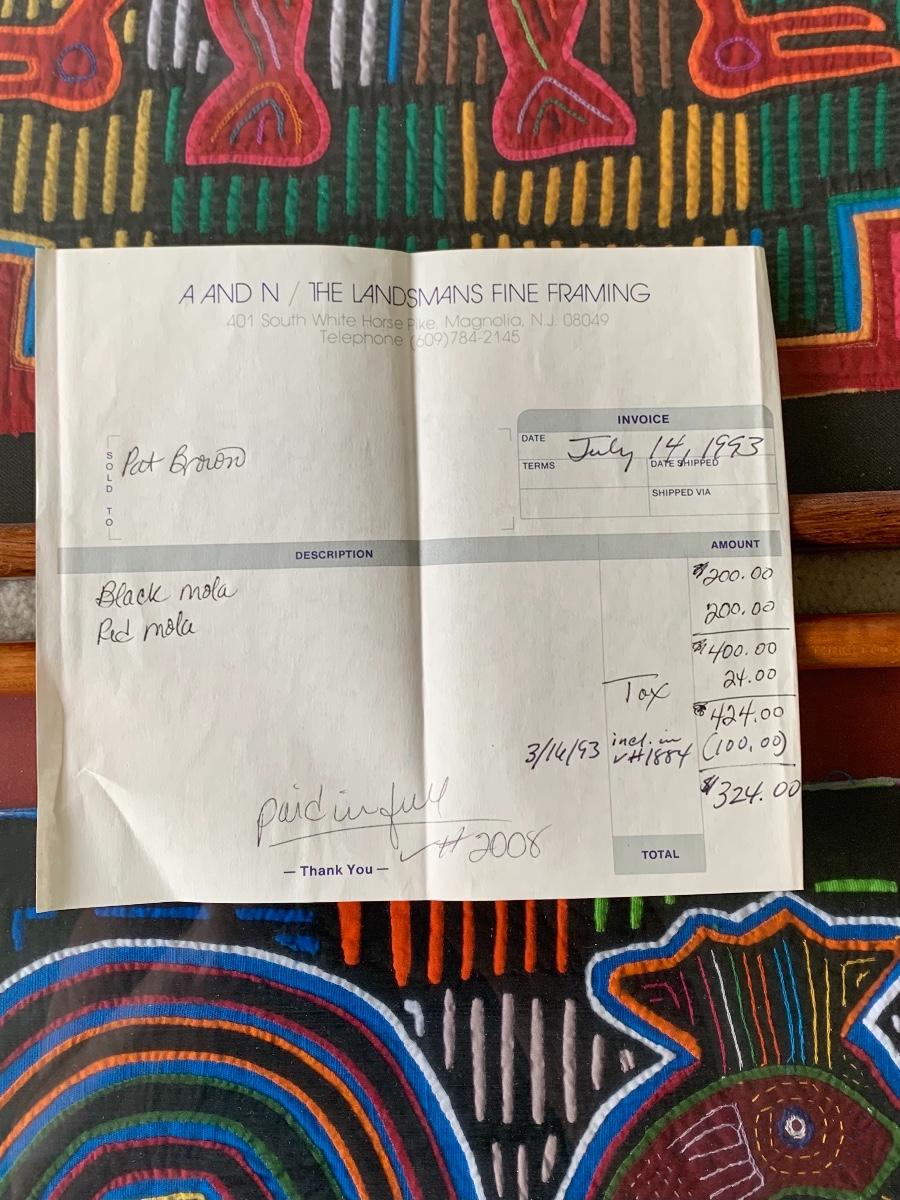 A AND N / THE LANDSMANS FINE FRAMING
401 South White Horse Pike, Magnolia, N.J. 08049
Telephone (609)784-2145
INVOICE
DATE July 14, 1993
TERMS DATE SHIPPED
SHIPPED VIA
SOLD TO Pat Brown
DESCRIPTION AMOUNT
Black mola $200.00
Red mola 200.00
$400.00
Tax 24.00
$424.00
3/16/93 incl. in √#1884 (100.00)
$324.00
paid in full
√#2008
TOTAL
— Thank You —